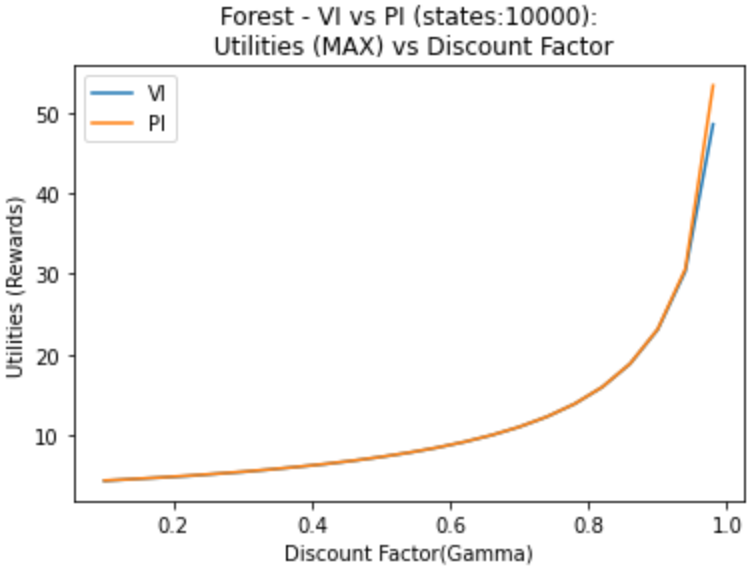 Forest - VI vs PI (states:10000):
Utilities (MAX) vs Discount Factor
VI
PI
Utilities (Rewards)
50
40
30
20
10
0.2
0.4
0.6
0.8
1.0
Discount Factor(Gamma)